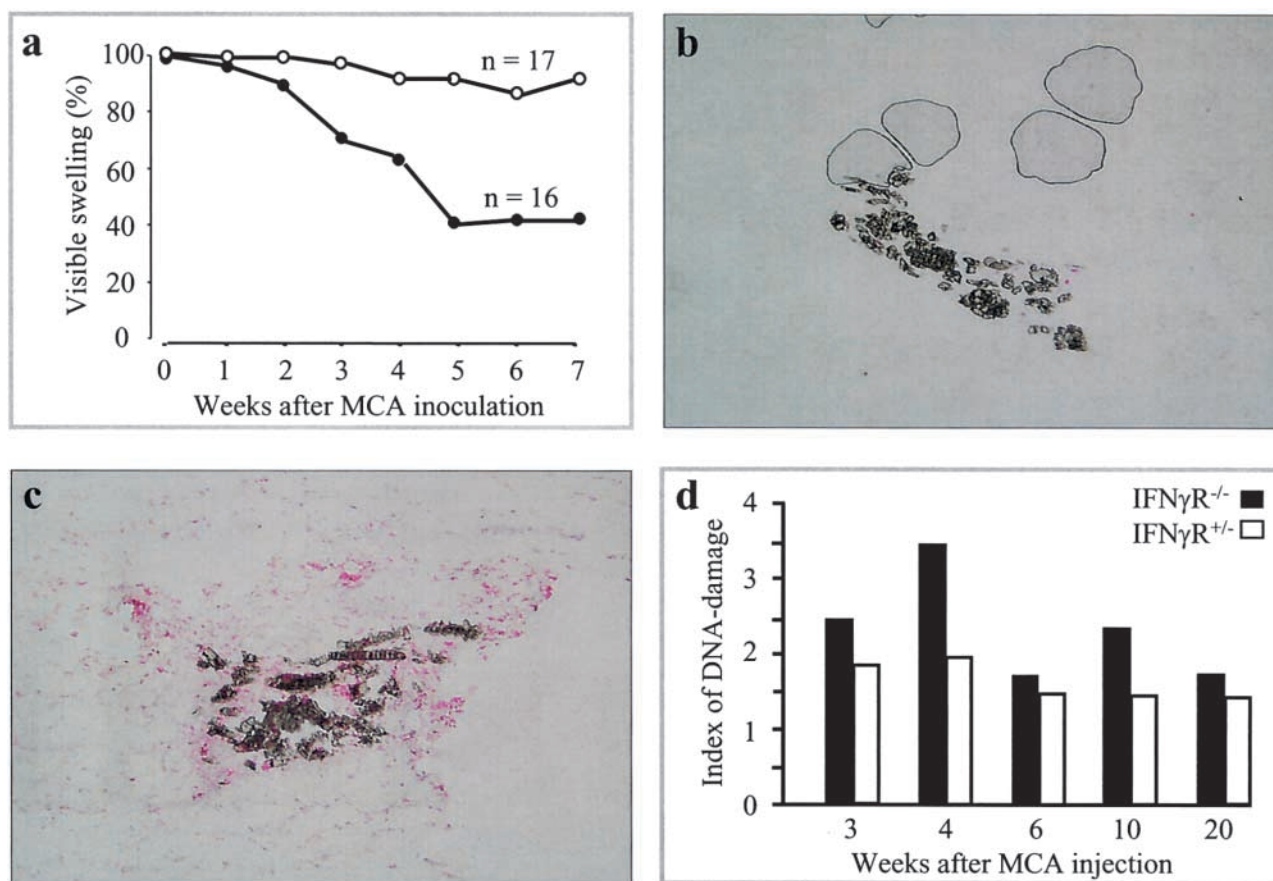 a
100
80
60
40
20
0
Visible swelling (%)
n = 17
n = 16
0 1 2 3 4 5 6 7
Weeks after MCA inoculation
b
c
d
4
3
2
1
0
Index of DNA-damage
IFNγR-/-
IFNγR+/-
3 4 6 10 20
Weeks after MCA injection